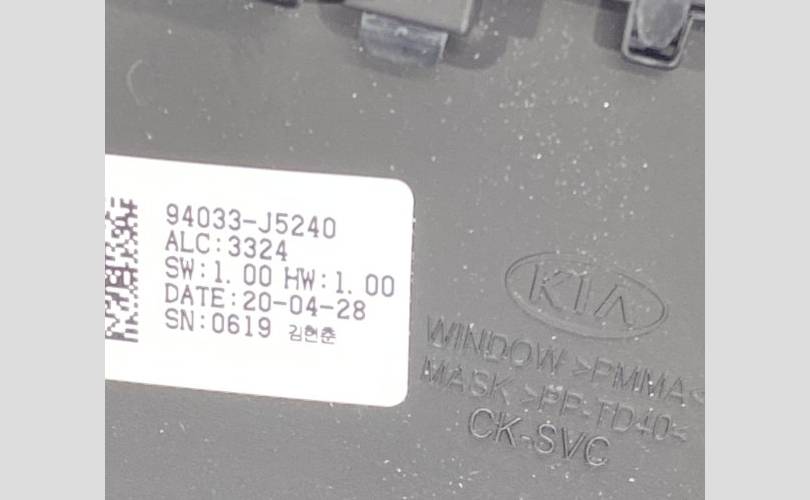 94033-J5240
ALC:3324
SW:1.00 HW:1.00
DATE:20-04-28
SN:0619 김현춘
KIA
WINDOW >PMMA<
MASK >PP-TD40<
CK-SVC